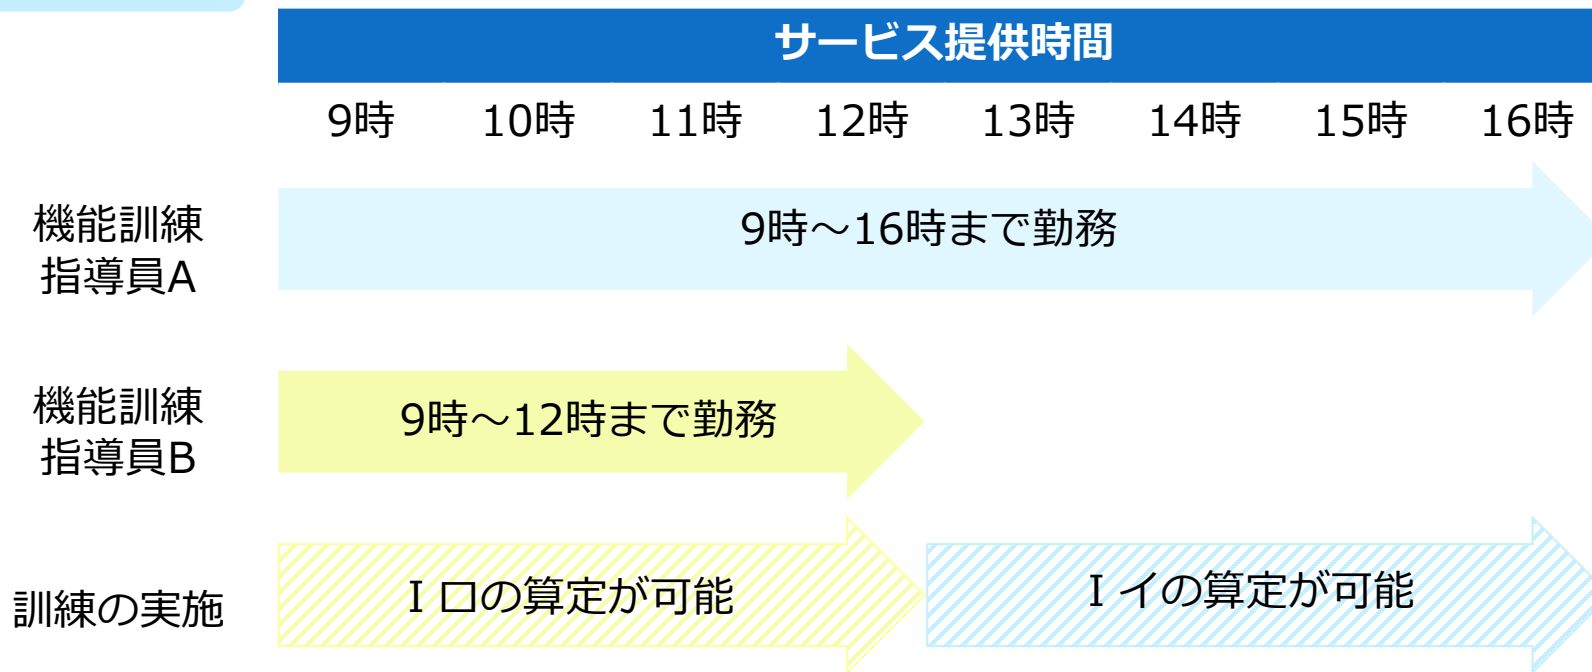 サービス提供時間
9時 10時 11時 12時 13時 14時 15時 16時
機能訓練
指導員A
9時～16時まで勤務
機能訓練
指導員B
9時～12時まで勤務
訓練の実施
Ⅰロの算定が可能
Ⅰイの算定が可能